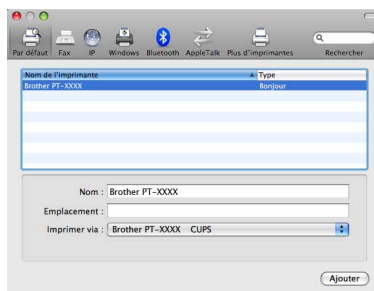 Par défaut Fax IP Windows Bluetooth AppleTalk Plus d'imprimantes Rechercher
Nom de l'imprimante Type
Brother PT-XXXX Bonjour
Nom : Brother PT-XXXX
Emplacement :
Imprimer via : Brother PT-XXXX CUPS
Ajouter